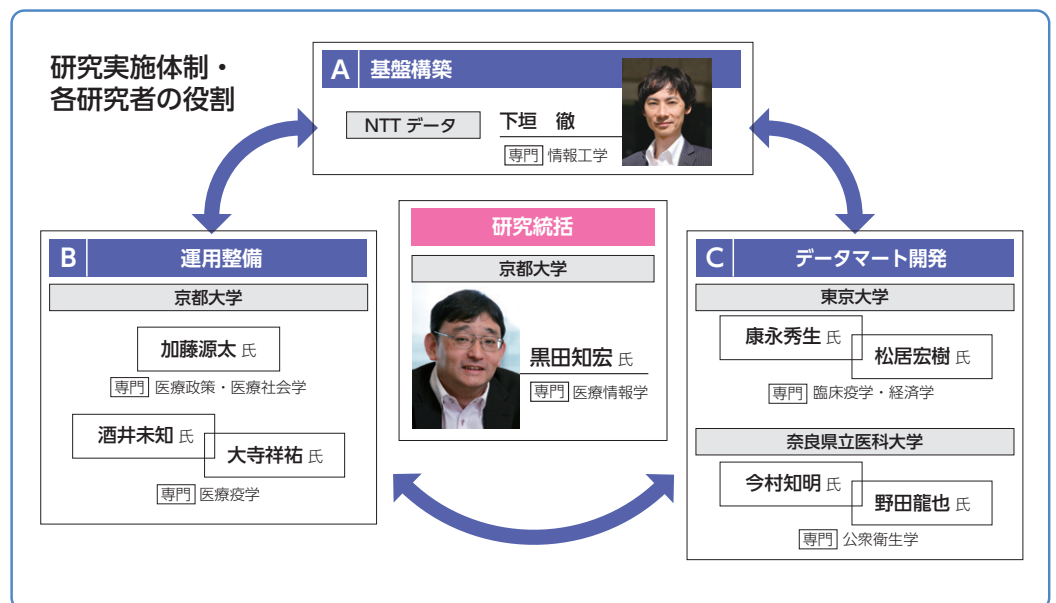 研究実施体制・
各研究者の役割
A 基盤構築
NTT データ
下垣　徹
専門 情報工学
B 運用整備
京都大学
加藤源太 氏
専門 医療政策・医療社会学
酒井未知 氏
大寺祥祐 氏
専門 医療疫学
研究統括
京都大学
黒田知宏 氏
専門 医療情報学
C データマート開発
東京大学
康永秀生 氏
松居宏樹 氏
専門 臨床疫学・経済学
奈良県立医科大学
今村知明 氏
野田龍也 氏
専門 公衆衛生学